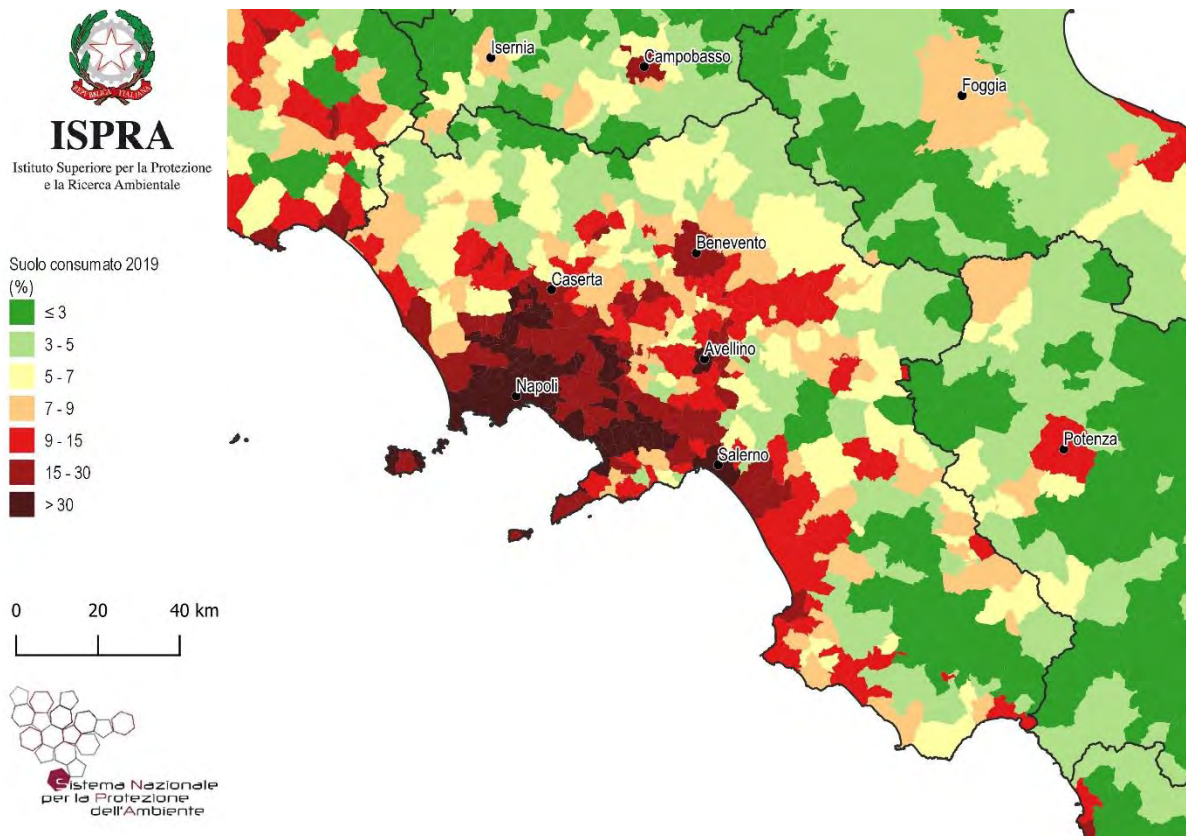 REPUBBLICA ITALIANA
ISPRA
Istituto Superiore per la Protezione
e la Ricerca Ambientale
Suolo consumato 2019
(%)
≤ 3
3 - 5
5 - 7
7 - 9
9 - 15
15 - 30
> 30
0 20 40 km
Sistema Nazionale
per la Protezione
dell'Ambiente
Isernia
Campobasso
Foggia
Benevento
Caserta
Avellino
Napoli
Salerno
Potenza